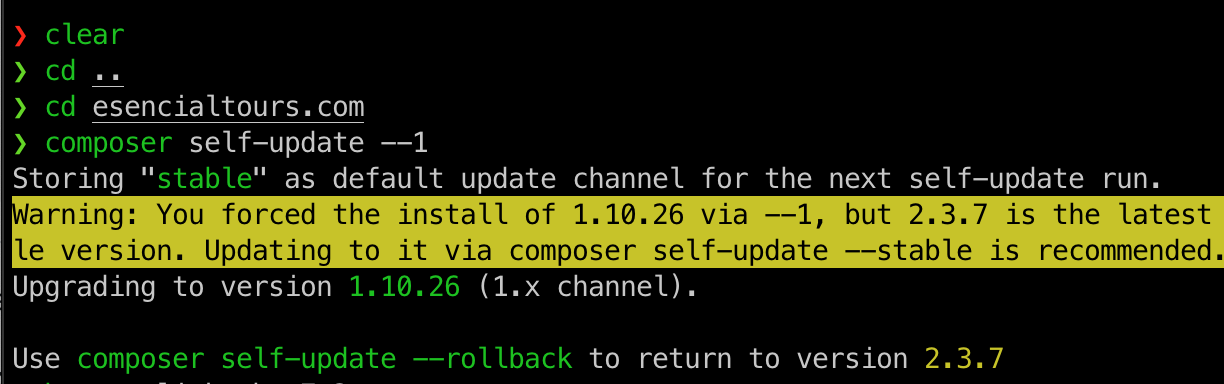 ❯ clear
❯ cd ..
❯ cd esencialtours.com
❯ composer self-update --1
Storing "stable" as default update channel for the next self-update run.
Warning: You forced the install of 1.10.26 via --1, but 2.3.7 is the latest
le version. Updating to it via composer self-update --stable is recommended.
Upgrading to version 1.10.26 (1.x channel).
Use composer self-update --rollback to return to version 2.3.7